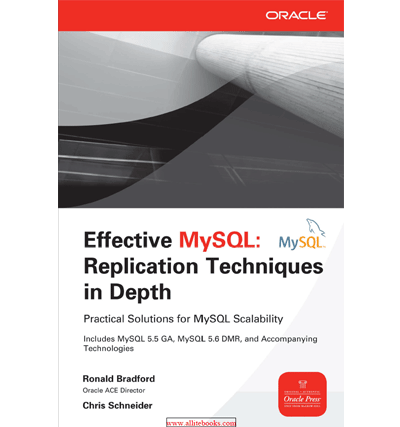 ORACLE
Effective MySQL:
MySQL
Replication Techniques
in Depth
Practical Solutions for MySQL Scalability
Includes MySQL 5.5 GA, MySQL 5.6 DMR, and Accompanying
Technologies
Ronald Bradford
Oracle ACE Director
Chris Schneider
Oracle Press
www.allitebooks.com